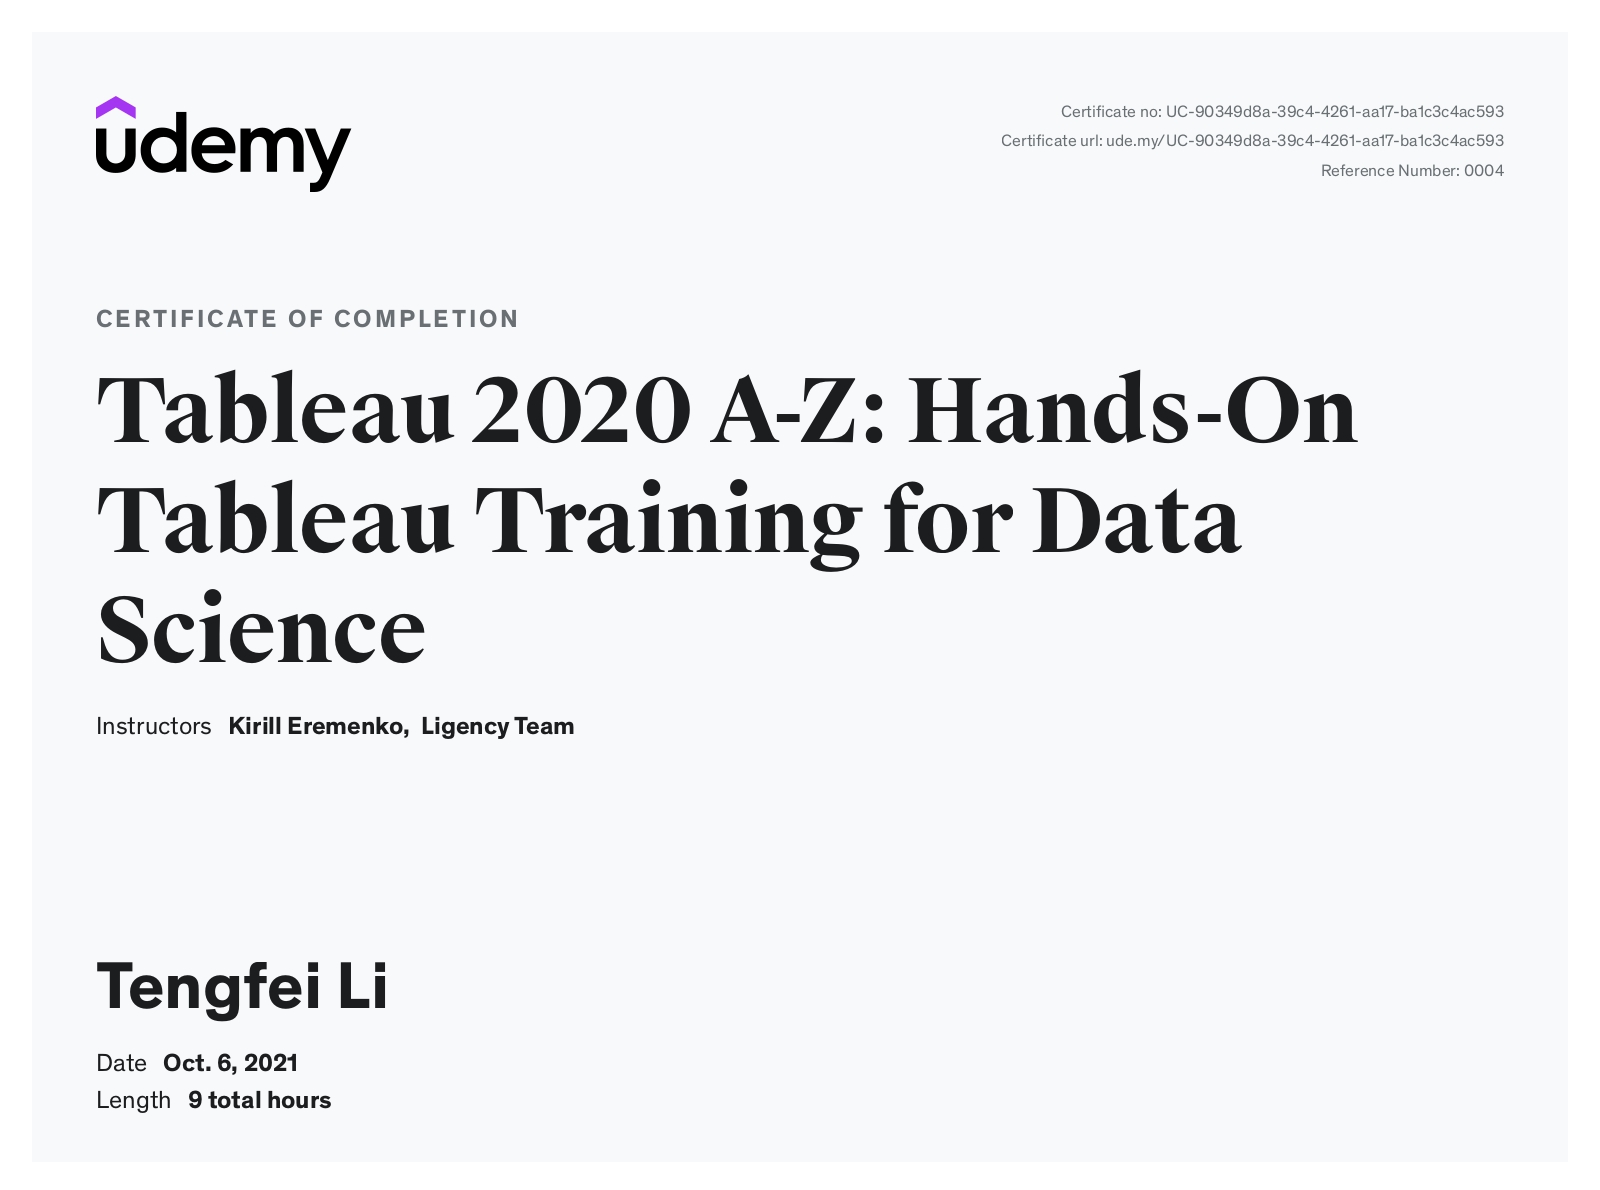 udemy
Certificate no: UC-90349d8a-39c4-4261-aa17-ba1c3c4ac593
Certificate url: ude.my/UC-90349d8a-39c4-4261-aa17-ba1c3c4ac593
Reference Number: 0004
CERTIFICATE OF COMPLETION
Tableau 2020 A-Z: Hands-On
Tableau Training for Data
Science
Instructors Kirill Eremenko, Ligency Team
Tengfei Li
Date Oct. 6, 2021
Length 9 total hours